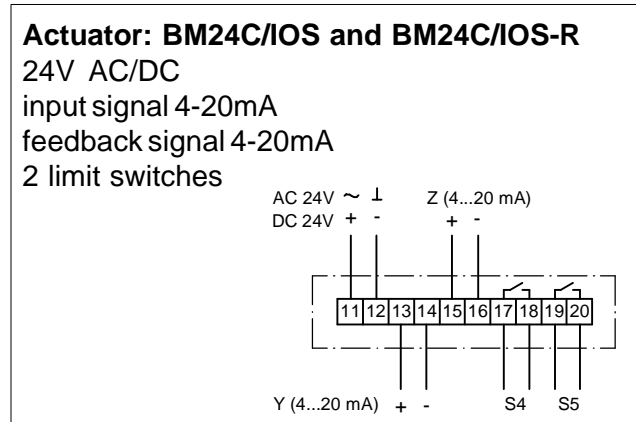 Actuator: BM24C/IOS and BM24C/IOS-R
24V AC/DC
input signal 4-20mA
feedback signal 4-20mA
2 limit switches
AC 24V ~ ⊥ Z (4...20 mA)
DC 24V + - + -
11 12 13 14 15 16 17 18 19 20
Y (4...20 mA) + - S4 S5